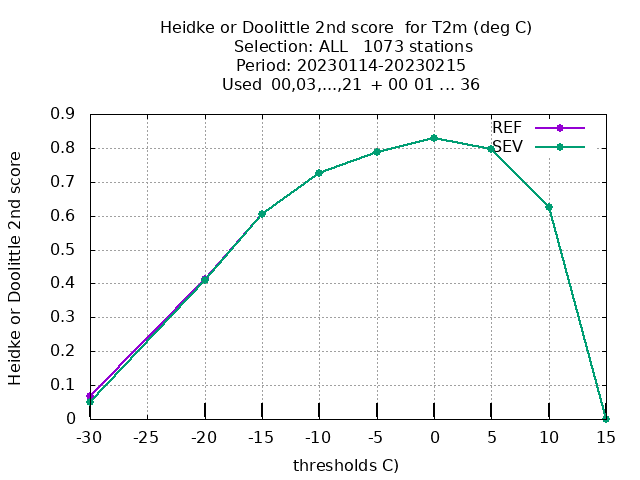 Heidke or Doolittle 2nd score  for T2m (deg C)
Selection: ALL   1073 stations
Period: 20230114-20230215
Used  00,03,...,21  + 00 01 ... 36
Heidke or Doolittle 2nd score
0.9
0.8
0.7
0.6
0.5
0.4
0.3
0.2
0.1
0
REF
SEV
-30 -25 -20 -15 -10 -5 0 5 10 15
thresholds C)